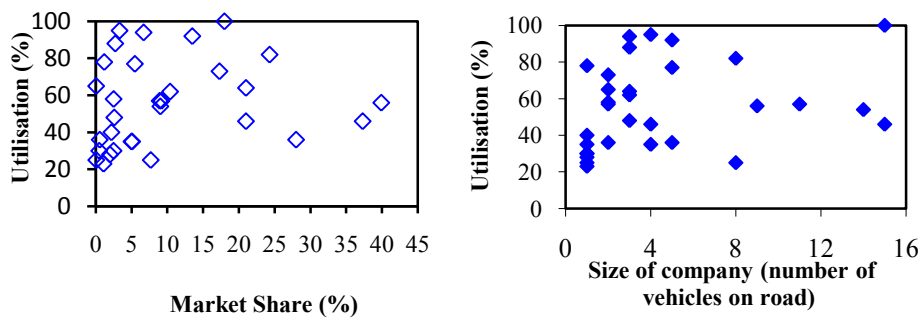 Utilisation (%)
100
80
60
40
20
0
0 5 10 15 20 25 30 35 40 45
Market Share (%)
Utilisation (%)
100
80
60
40
20
0
0 4 8 12 16
Size of company (number of
vehicles on road)